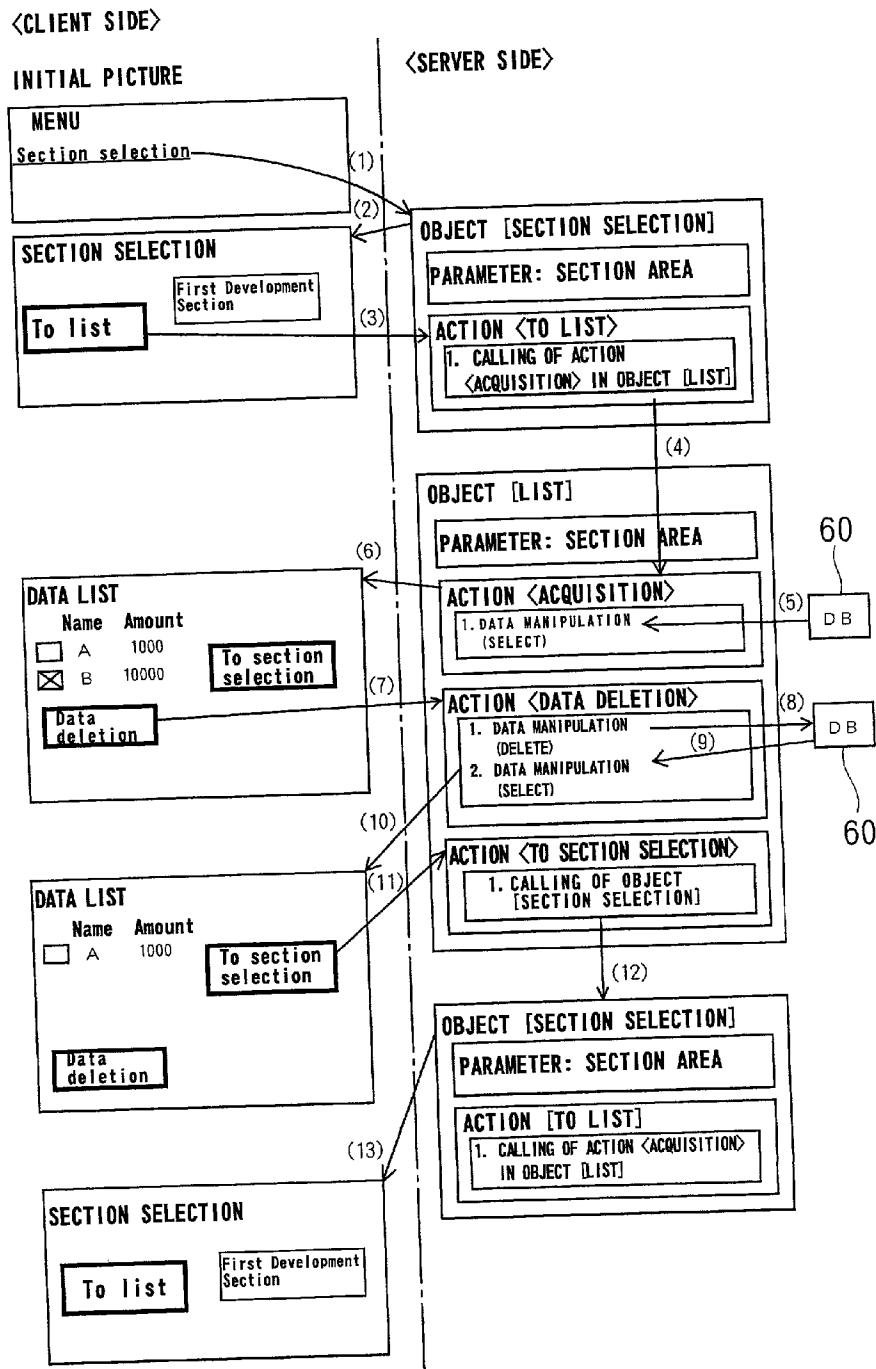 <CLIENT SIDE>
<SERVER SIDE>
INITIAL PICTURE
MENU
Section selection
(1)
(2)
OBJECT [SECTION SELECTION]
PARAMETER: SECTION AREA
SECTION SELECTION
First Development
Section
To list
(3)
ACTION <TO LIST>
1. CALLING OF ACTION
<ACQUISITION> IN OBJECT [LIST]
(4)
OBJECT [LIST]
PARAMETER: SECTION AREA
(6)
ACTION <ACQUISITION>
1. DATA MANIPULATION
(SELECT)
(5)
60
DB
DATA LIST
Name Amount
A 1000
B 10000
To section
selection
Data
deletion
(7)
ACTION <DATA DELETION>
1. DATA MANIPULATION
(DELETE)
2. DATA MANIPULATION
(SELECT)
(8)
(9)
DB
60
(10)
ACTION <TO SECTION SELECTION>
1. CALLING OF OBJECT
[SECTION SELECTION]
(11)
DATA LIST
Name Amount
A 1000
To section
selection
Data
deletion
(12)
OBJECT [SECTION SELECTION]
PARAMETER: SECTION AREA
ACTION [TO LIST]
1. CALLING OF ACTION <ACQUISITION>
IN OBJECT [LIST]
(13)
SECTION SELECTION
To list
First Development
Section